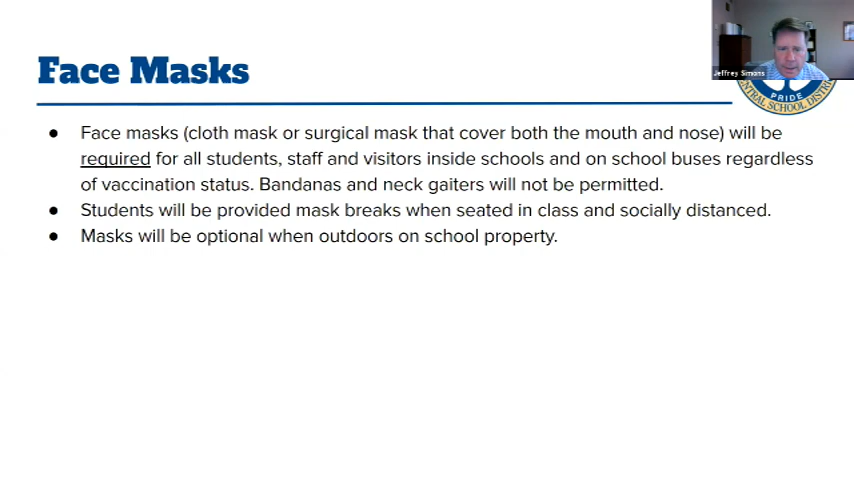 Face Masks
Jeffrey Simons
PRIDE
CENTRAL SCHOOL DISTRICT
● Face masks (cloth mask or surgical mask that cover both the mouth and nose) will be
required for all students, staff and visitors inside schools and on school buses regardless
of vaccination status. Bandanas and neck gaiters will not be permitted.
● Students will be provided mask breaks when seated in class and socially distanced.
● Masks will be optional when outdoors on school property.